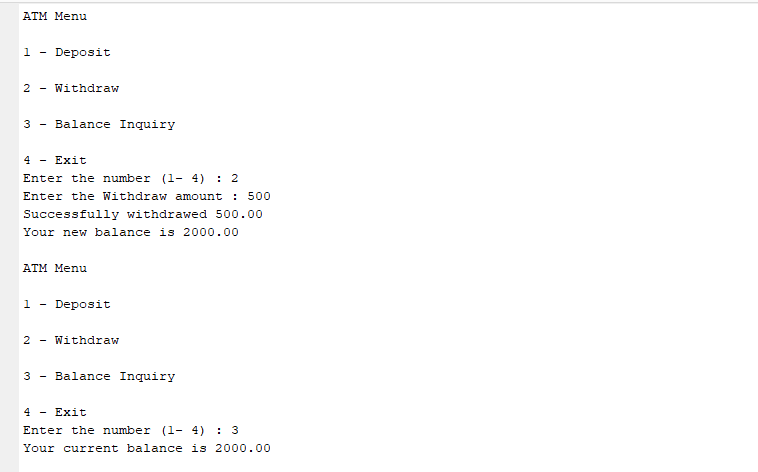 ATM Menu
1 - Deposit
2 - Withdraw
3 - Balance Inquiry
4 - Exit
Enter the number (1- 4) : 2
Enter the Withdraw amount : 500
Successfully withdrawed 500.00
Your new balance is 2000.00
ATM Menu
1 - Deposit
2 - Withdraw
3 - Balance Inquiry
4 - Exit
Enter the number (1- 4) : 3
Your current balance is 2000.00